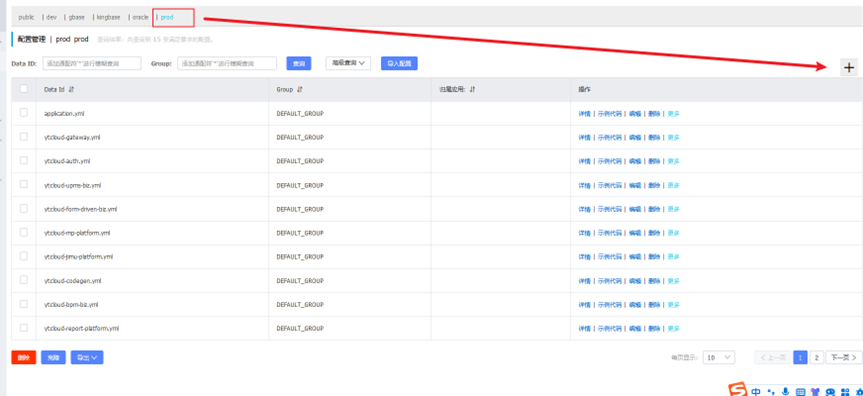 public | dev | gbase | kingbase | oracle | prod
配置管理 | prod prod 查询结果：共查询到 15 条满足要求的配置。
Data ID: 添加通配符'*'进行模糊查询 Group: 添加通配符'*'进行模糊查询 查询 高级查询 导入配置 +
Data Id Group 归属应用: 操作
application.yml DEFAULT_GROUP 详情 | 示例代码 | 编辑 | 删除 | 更多
ytcloud-gateway.yml DEFAULT_GROUP 详情 | 示例代码 | 编辑 | 删除 | 更多
ytcloud-auth.yml DEFAULT_GROUP 详情 | 示例代码 | 编辑 | 删除 | 更多
ytcloud-upms-biz.yml DEFAULT_GROUP 详情 | 示例代码 | 编辑 | 删除 | 更多
ytcloud-form-driven-biz.yml DEFAULT_GROUP 详情 | 示例代码 | 编辑 | 删除 | 更多
ytcloud-mp-platform.yml DEFAULT_GROUP 详情 | 示例代码 | 编辑 | 删除 | 更多
ytcloud-jimu-platform.yml DEFAULT_GROUP 详情 | 示例代码 | 编辑 | 删除 | 更多
ytcloud-codegen.yml DEFAULT_GROUP 详情 | 示例代码 | 编辑 | 删除 | 更多
ytcloud-bpm-biz.yml DEFAULT_GROUP 详情 | 示例代码 | 编辑 | 删除 | 更多
ytcloud-report-platform.yml DEFAULT_GROUP 详情 | 示例代码 | 编辑 | 删除 | 更多
删除 克隆 导出 每页显示: 10 < 上一页 1 2 下一页 >
中